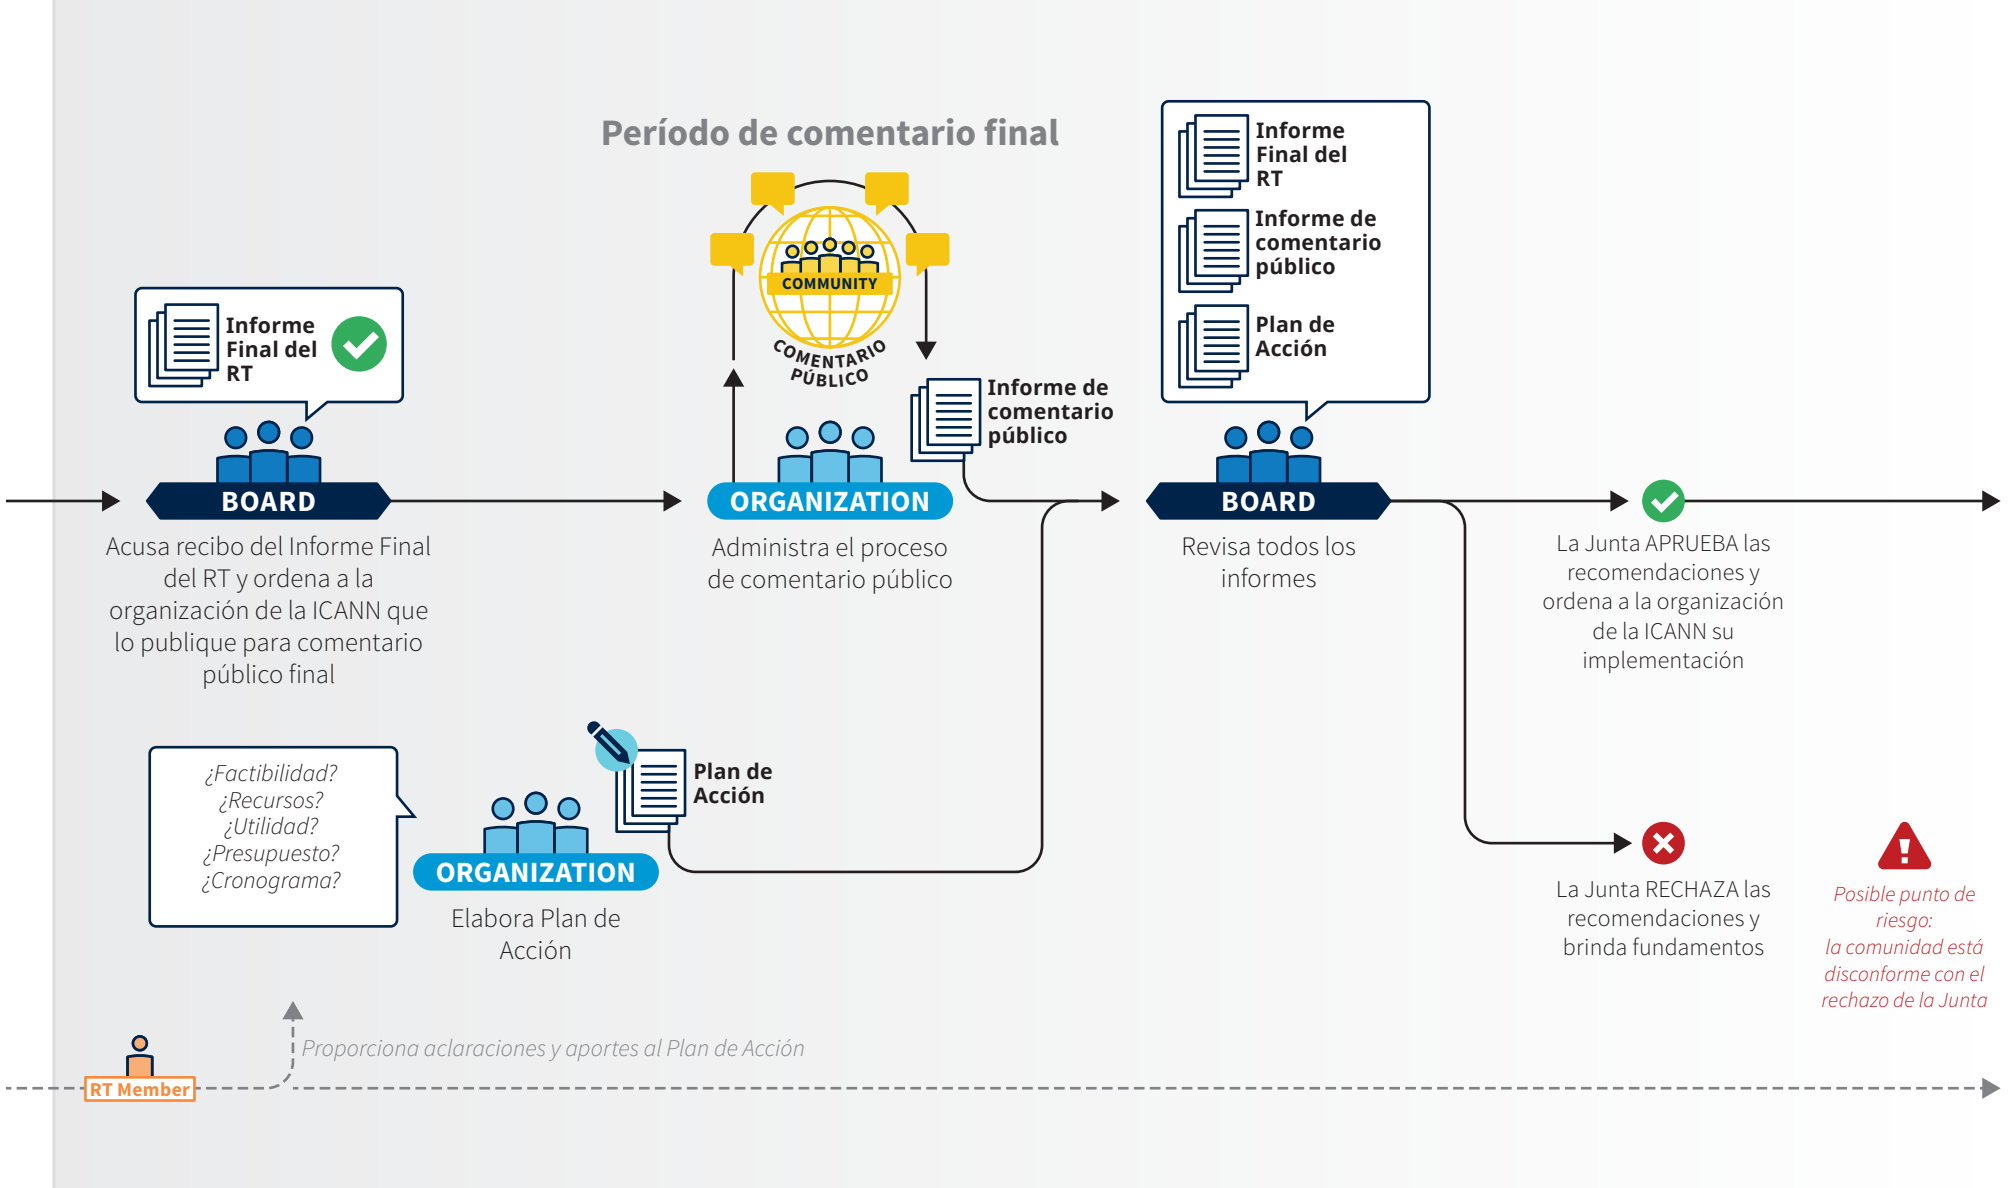 Período de comentario final
Informe
Final del
RT
BOARD
Acusa recibo del Informe Final
del RT y ordena a la
organización de la ICANN que
lo publique para comentario
público final
COMMUNITY
COMENTARIO
PÚBLICO
Informe de
comentario
público
ORGANIZATION
Administra el proceso
de comentario público
Informe
Final del
RT
Informe de
comentario
público
Plan de
Acción
BOARD
Revisa todos los
informes
La Junta APRUEBA las
recomendaciones y
ordena a la organización
de la ICANN su
implementación
¿Factibilidad?
¿Recursos?
¿Utilidad?
¿Presupuesto?
¿Cronograma?
Plan de
Acción
ORGANIZATION
Elabora Plan de
Acción
La Junta RECHAZA las
recomendaciones y
brinda fundamentos
Posible punto de
riesgo:
la comunidad está
disconforme con el
rechazo de la Junta
Proporciona aclaraciones y aportes al Plan de Acción
RT Member